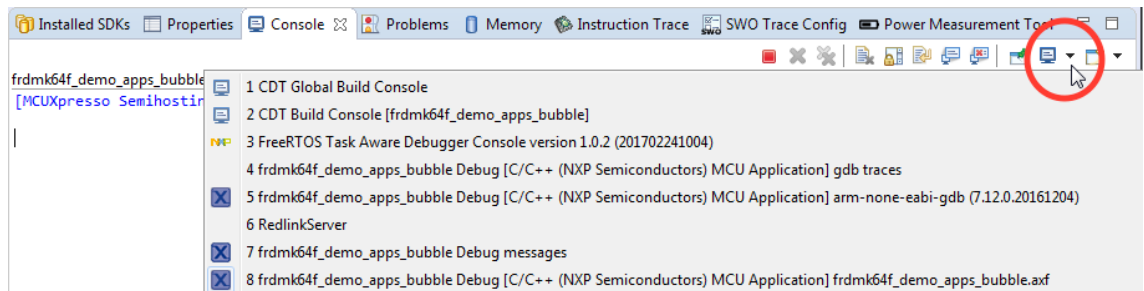 Installed SDKs Properties Console Problems Memory Instruction Trace SWO SWO Trace Config Power Measurement Tool
frdmk64f_demo_apps_bubble
[MCUXpresso Semihostin
1 CDT Global Build Console
2 CDT Build Console [frdmk64f_demo_apps_bubble]
NXP 3 FreeRTOS Task Aware Debugger Console version 1.0.2 (201702241004)
4 frdmk64f_demo_apps_bubble Debug [C/C++ (NXP Semiconductors) MCU Application] gdb traces
5 frdmk64f_demo_apps_bubble Debug [C/C++ (NXP Semiconductors) MCU Application] arm-none-eabi-gdb (7.12.0.20161204)
6 RedlinkServer
7 frdmk64f_demo_apps_bubble Debug messages
8 frdmk64f_demo_apps_bubble Debug [C/C++ (NXP Semiconductors) MCU Application] frdmk64f_demo_apps_bubble.axf